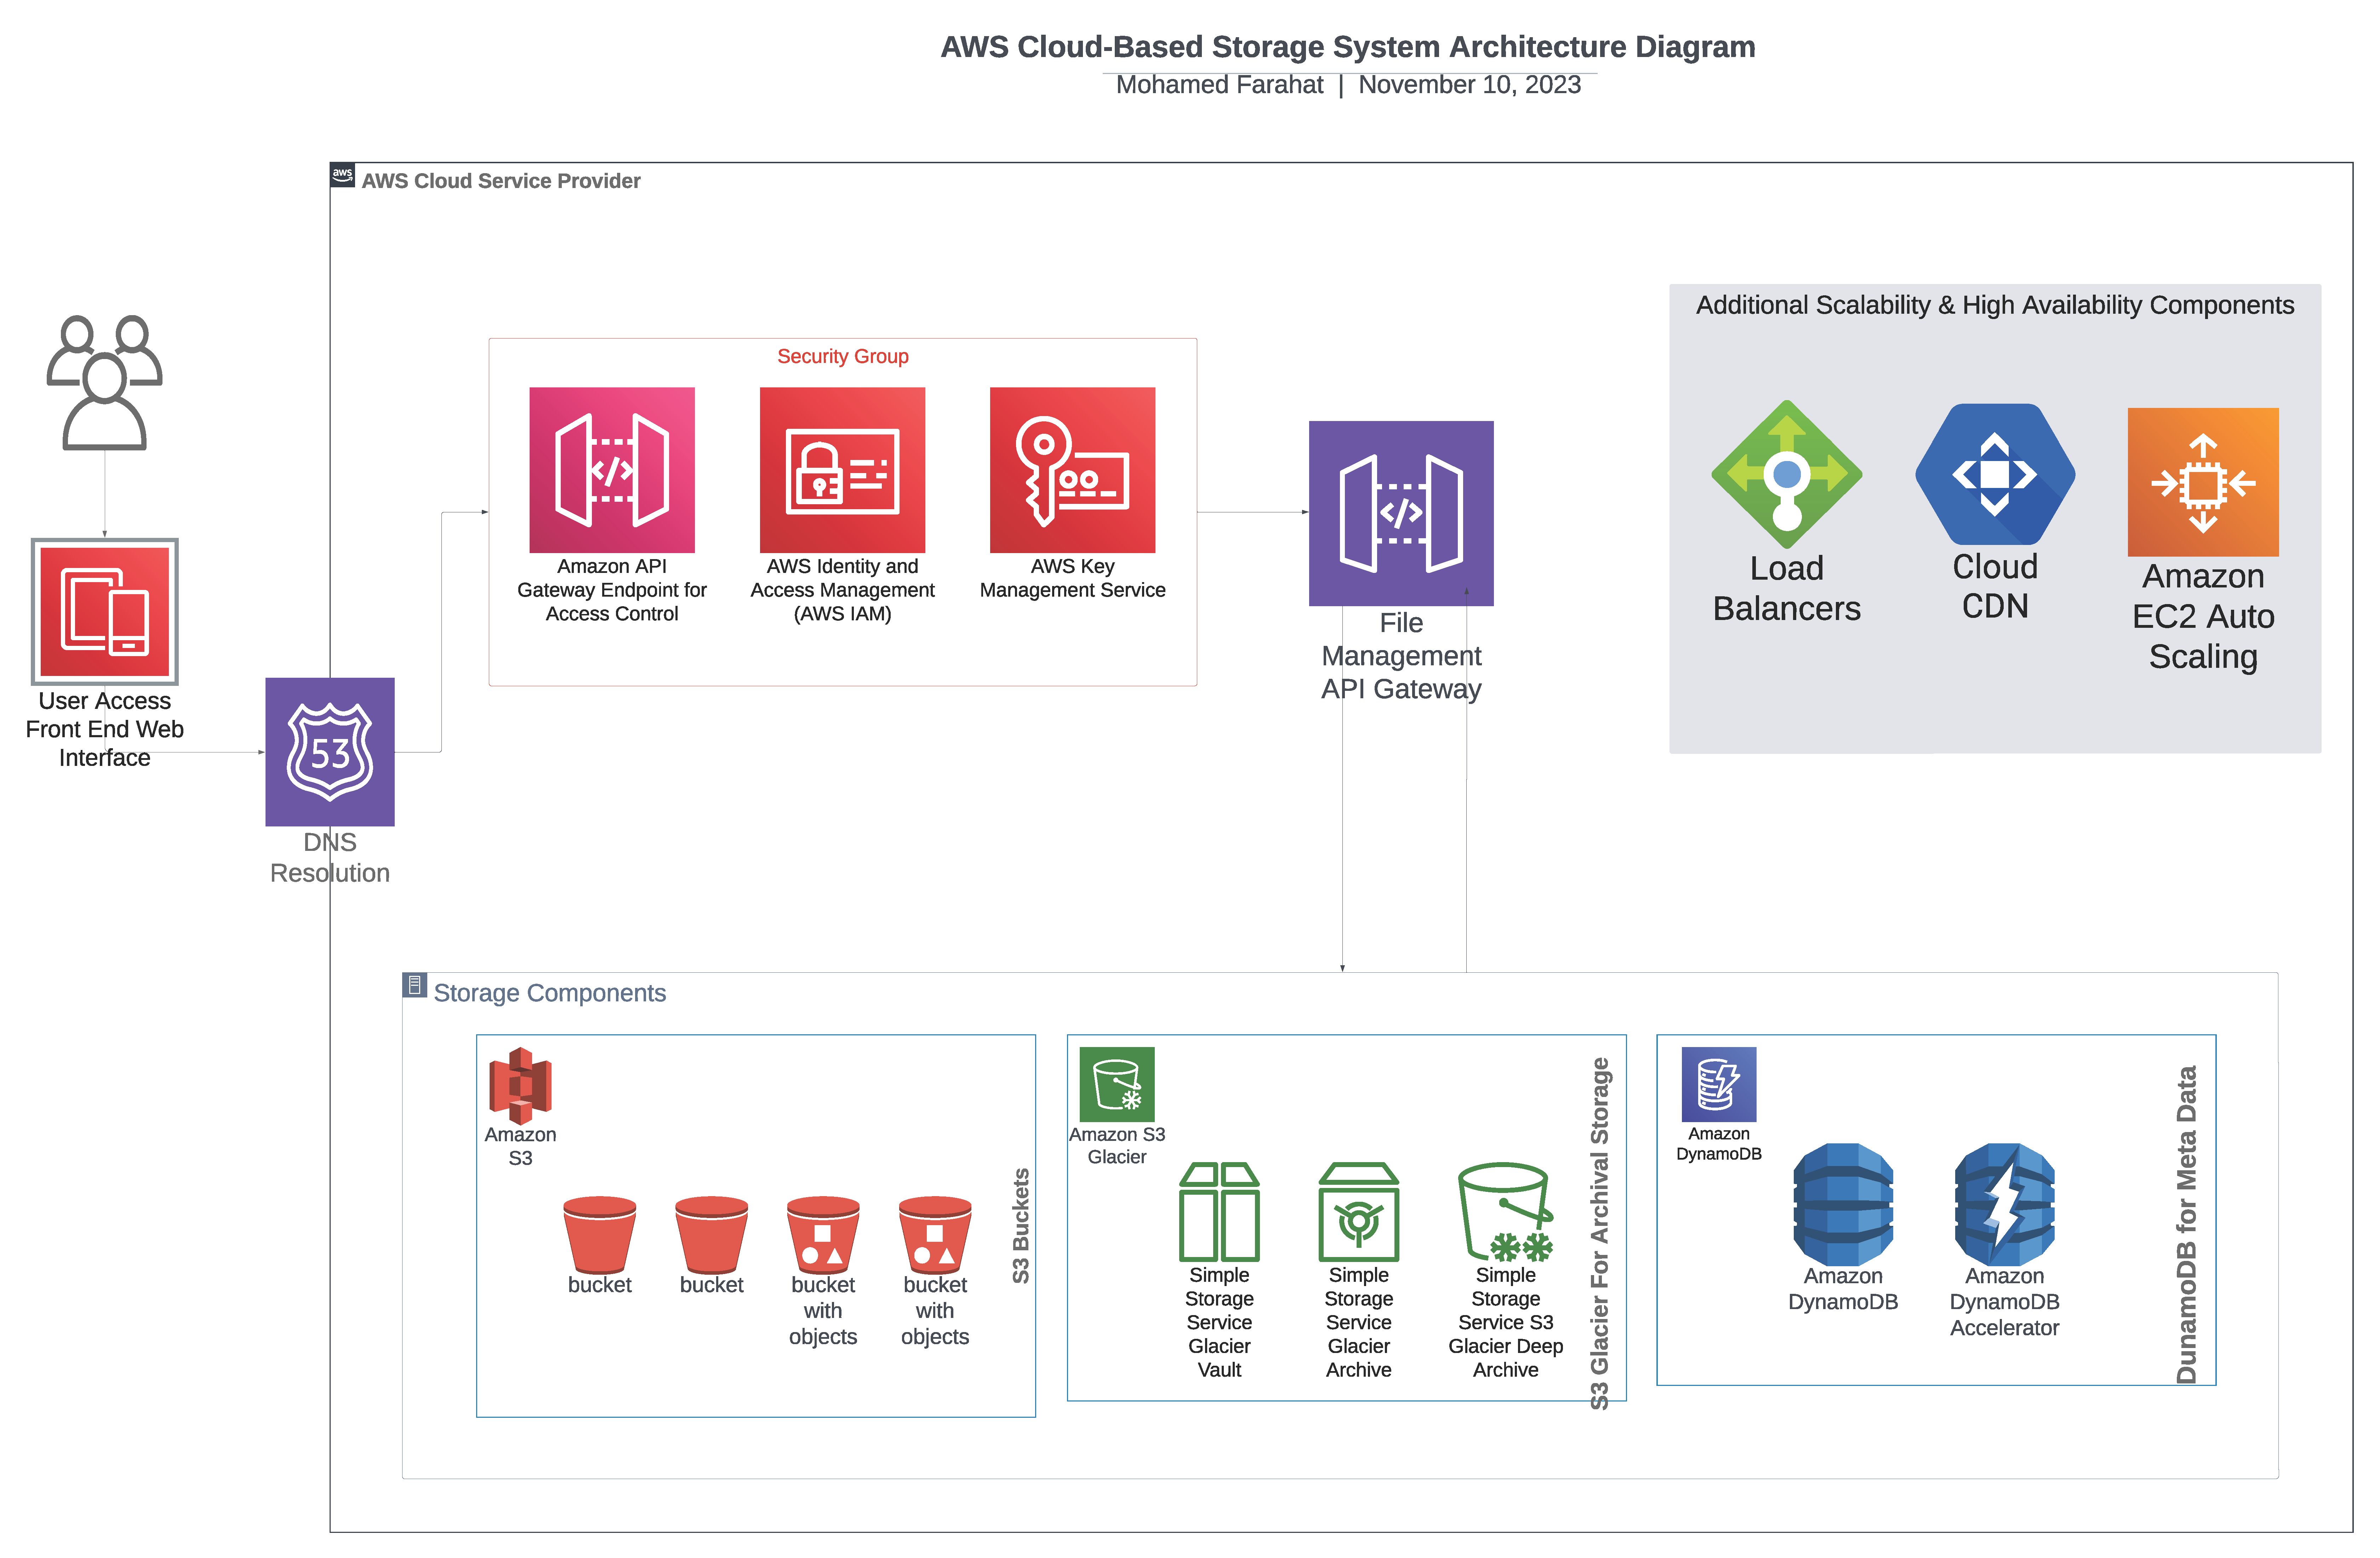 AWS Cloud-Based Storage System Architecture Diagram
Mohamed Farahat | November 10, 2023
aws
AWS Cloud Service Provider
Additional Scalability & High Availability Components
Load
Balancers
Cloud
CDN
Amazon
EC2 Auto
Scaling
Security Group
Amazon API
Gateway Endpoint for
Access Control
AWS Identity and
Access Management
(AWS IAM)
AWS Key
Management Service
</>
</>
File
Management
API Gateway
User Access
Front End Web
Interface
53
DNS
Resolution
Storage Components
Amazon
S3
bucket
bucket
bucket
with
objects
bucket
with
objects
S3 Buckets
Amazon S3
Glacier
Simple
Storage
Service
Glacier
Vault
Simple
Storage
Service
Glacier
Archive
Simple
Storage
Service S3
Glacier Deep
Archive
S3 Glacier For Archival Storage
Amazon
DynamoDB
Amazon
DynamoDB
Amazon
DynamoDB
Accelerator
DunamoDB for Meta Data